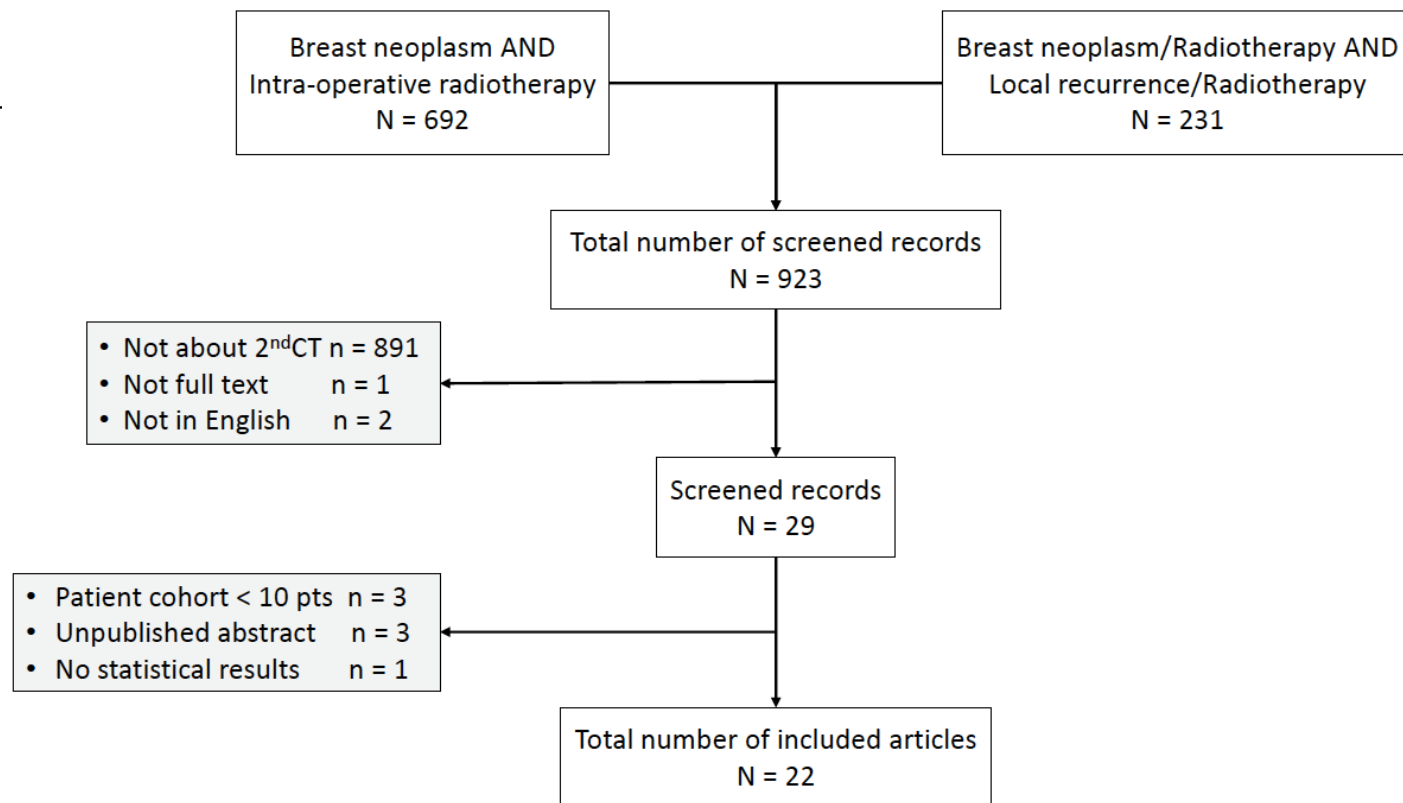 Breast neoplasm AND
Intra-operative radiotherapy
N = 692
Breast neoplasm/Radiotherapy AND
Local recurrence/Radiotherapy
N = 231
Total number of screened records
N = 923
• Not about 2ndCT n = 891
• Not full text n = 1
• Not in English n = 2
Screened records
N = 29
• Patient cohort < 10 pts n = 3
• Unpublished abstract n = 3
• No statistical results n = 1
Total number of included articles
N = 22